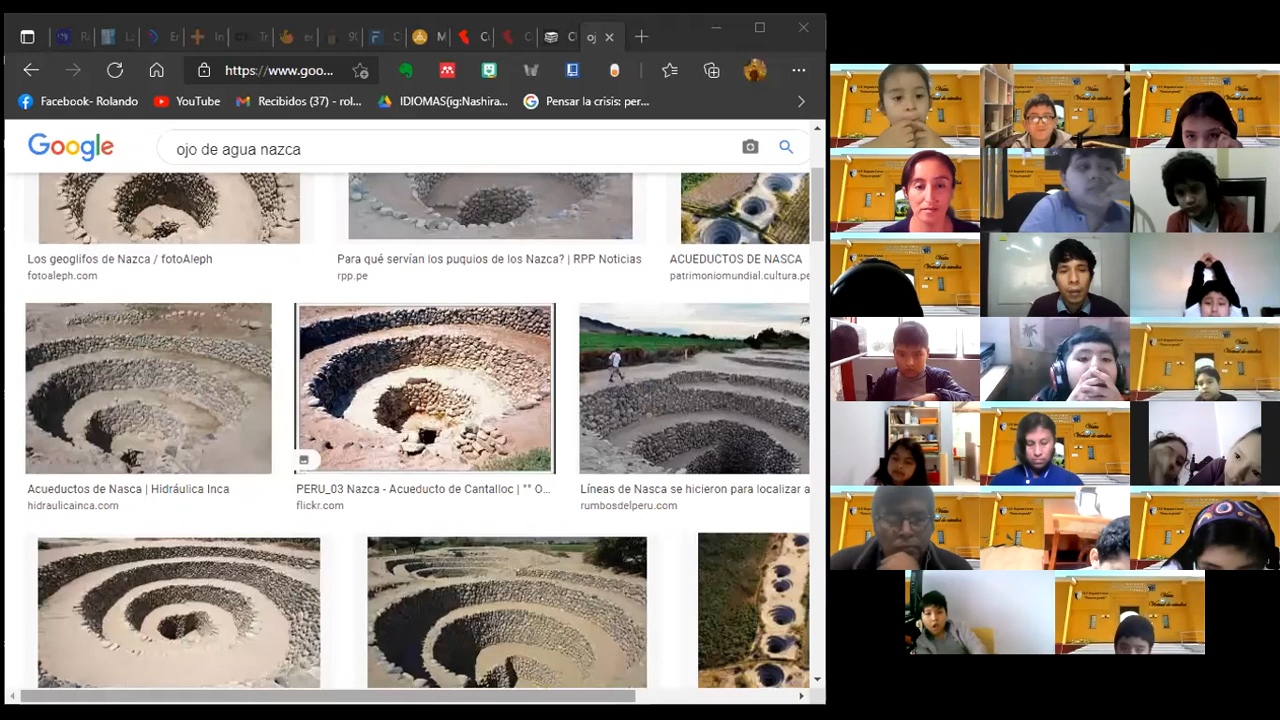 https://www.goo...
Facebook- Rolando
YouTube
Recibidos (37) - rol...
IDIOMAS(ig:Nashira...
Pensar la crisis: per...
Google
ojo de agua nazca
Los geoglifos de Nazca / fotoAleph
fotoaleph.com
Para qué servían los puquios de los Nazca? | RPP Noticias
rpp.pe
ACUEDUCTOS DE NASCA
patrimoniomundial.cultura.pe
Acueductos de Nasca | Hidráulica Inca
hidraulicainca.com
PERU_03 Nazca - Acueducto de Cantalloc | "" O...
flickr.com
Líneas de Nasca se hicieron para localizar a
rumbosdelperu.com